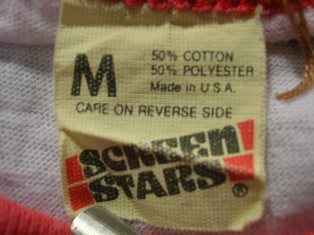 M
50% COTTON
50% POLYESTER
Made in U.S.A.
CARE ON REVERSE SIDE
SCREEN
STARS®